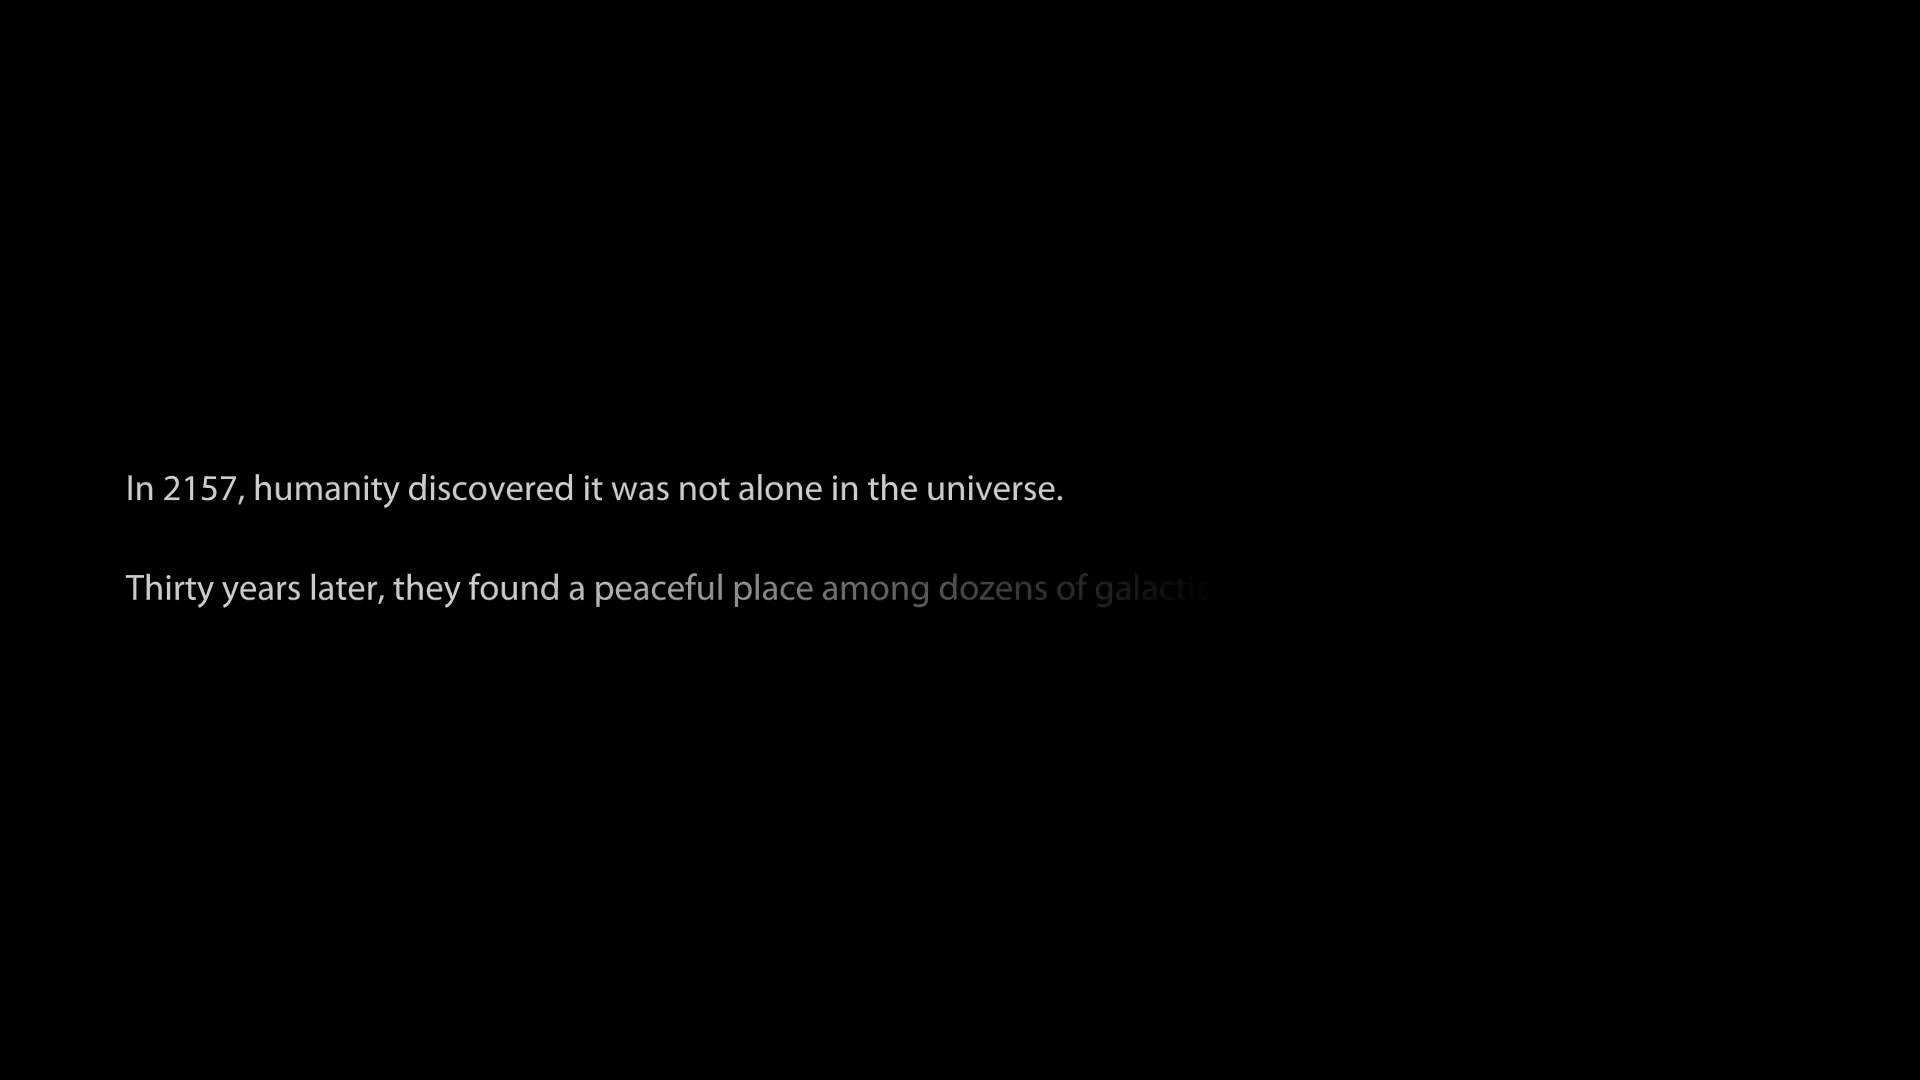 In 2157, humanity discovered it was not alone in the universe.
Thirty years later, they found a peaceful place among dozens of galactic